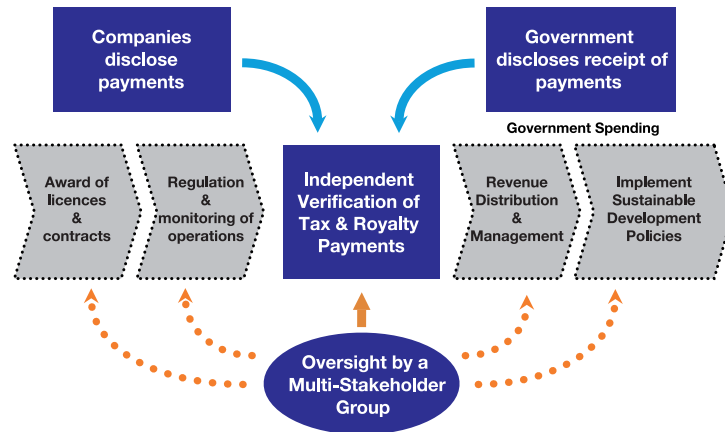 Companies
disclose
payments
Government
discloses receipt of
payments
Government Spending
Award of
licences
&
contracts
Regulation
&
monitoring of
operations
Independent
Verification of
Tax & Royalty
Payments
Revenue
Distribution
&
Management
Implement
Sustainable
Development
Policies
Oversight by a
Multi-Stakeholder
Group